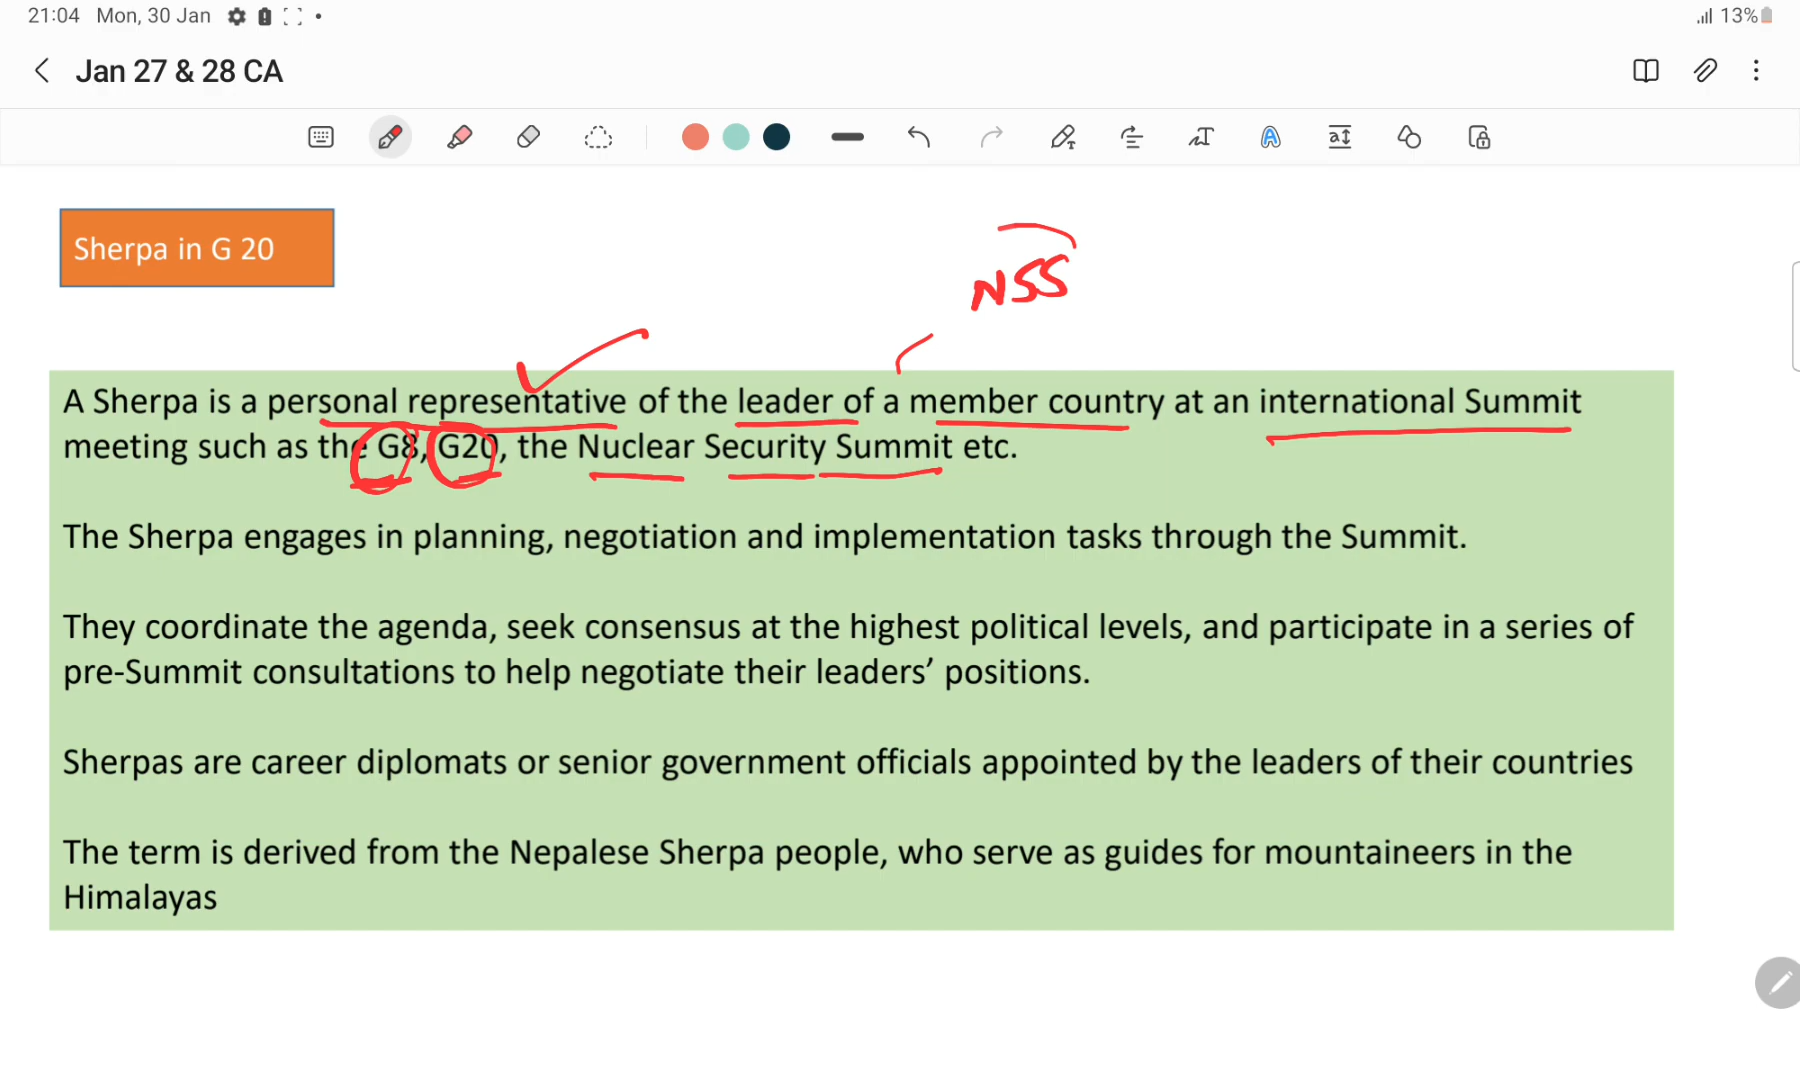 21:04 Mon, 30 Jan
13%
Jan 27 & 28 CA
Sherpa in G 20
NSS
A Sherpa is a personal representative of the leader of a member country at an international Summit
meeting such as the G8, G20, the Nuclear Security Summit etc.
The Sherpa engages in planning, negotiation and implementation tasks through the Summit.
They coordinate the agenda, seek consensus at the highest political levels, and participate in a series of
pre-Summit consultations to help negotiate their leaders’ positions.
Sherpas are career diplomats or senior government officials appointed by the leaders of their countries
The term is derived from the Nepalese Sherpa people, who serve as guides for mountaineers in the
Himalayas